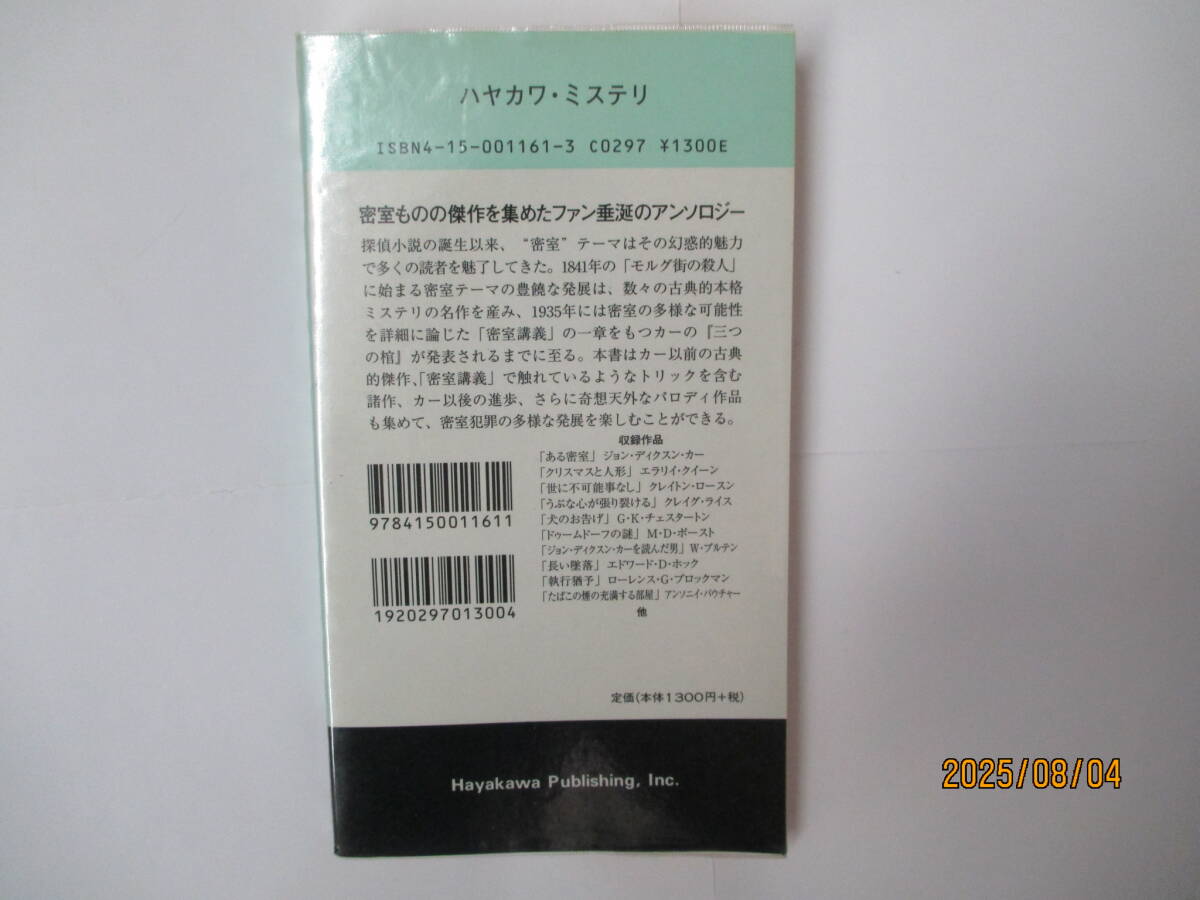 ハヤカワ・ミステリ
ISBN4-15-001161-3 C0297 ¥1300E
密室ものの傑作を集めたファン垂涎のアンソロジー
探偵小説の誕生以来、“密室”テーマはその幻惑的魅力
で多くの読者を魅了してきた。1841年の「モルグ街の殺人」
に始まる密室テーマの豊饒な発展は、数々の古典的本格
ミステリの名作を産み、1935年には密室の多様な可能性
を詳細に論じた「密室講義」の一章をもつカーの『三つ
の棺』が発表されるまでに至る。本書はカー以前の古典
的傑作、「密室講義」で触れているようなトリックを含む
諸作、カー以後の進歩、さらに奇想天外なパロディ作品
も集めて、密室犯罪の多様な発展を楽しむことができる。
収録作品
「ある密室」ジョン・ディクスン・カー
「クリスマスと人形」エラリイ・クイーン
「世に不可能事なし」クレイトン・ロースン
「うぶな心が張り裂ける」クレイグ・ライス
「犬のお告げ」G・K・チェスタートン
「ドゥームドーフの謎」M・D・ポースト
「ジョン・ディクスン・カーを読んだ男」W・ブルテン
「長い墜落」エドワード・D・ホック
「執行猶予」ローレンス・G・ブロックマン
「たばこの煙の充満する部屋」アンソニイ・バウチャー
他
9784150011611
1920297013004
定価(本体1300円+税)
Hayakawa Publishing, Inc.
2025/08/04